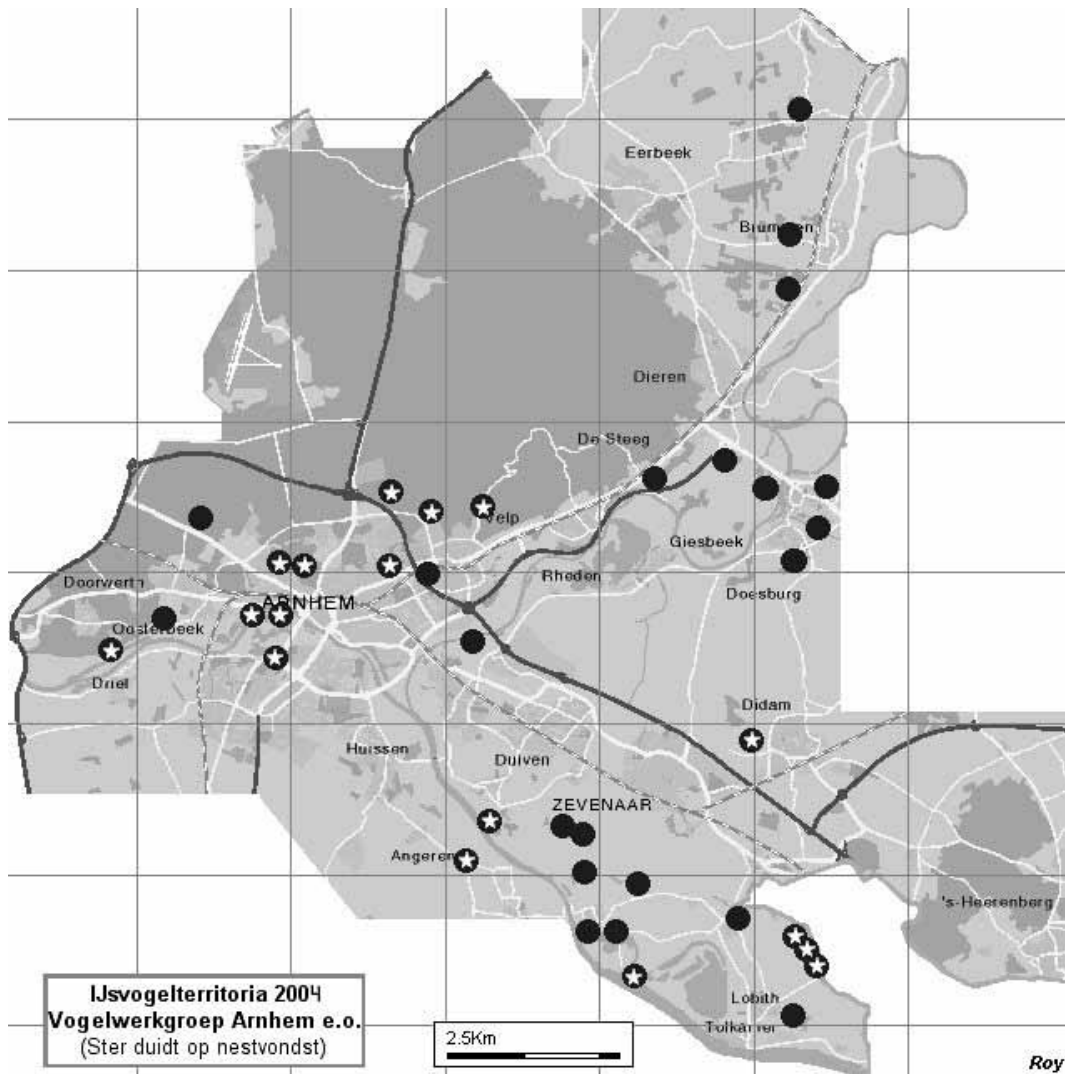 Eerbeek
Brummen
Dieren
De Steeg
Velp
Giesbeek
Rheden
Doesburg
Doorwerth
ARNHEM
Oosterbeek
Driel
Didam
Huissen
Duiven
ZEVENAAR
Angeren
's-Heerenberg
Lobith
Tolkamer
IJsvogelterritoria 2004
Vogelwerkgroep Arnhem e.o.
(Ster duidt op nestvondst)
2.5Km
Roy